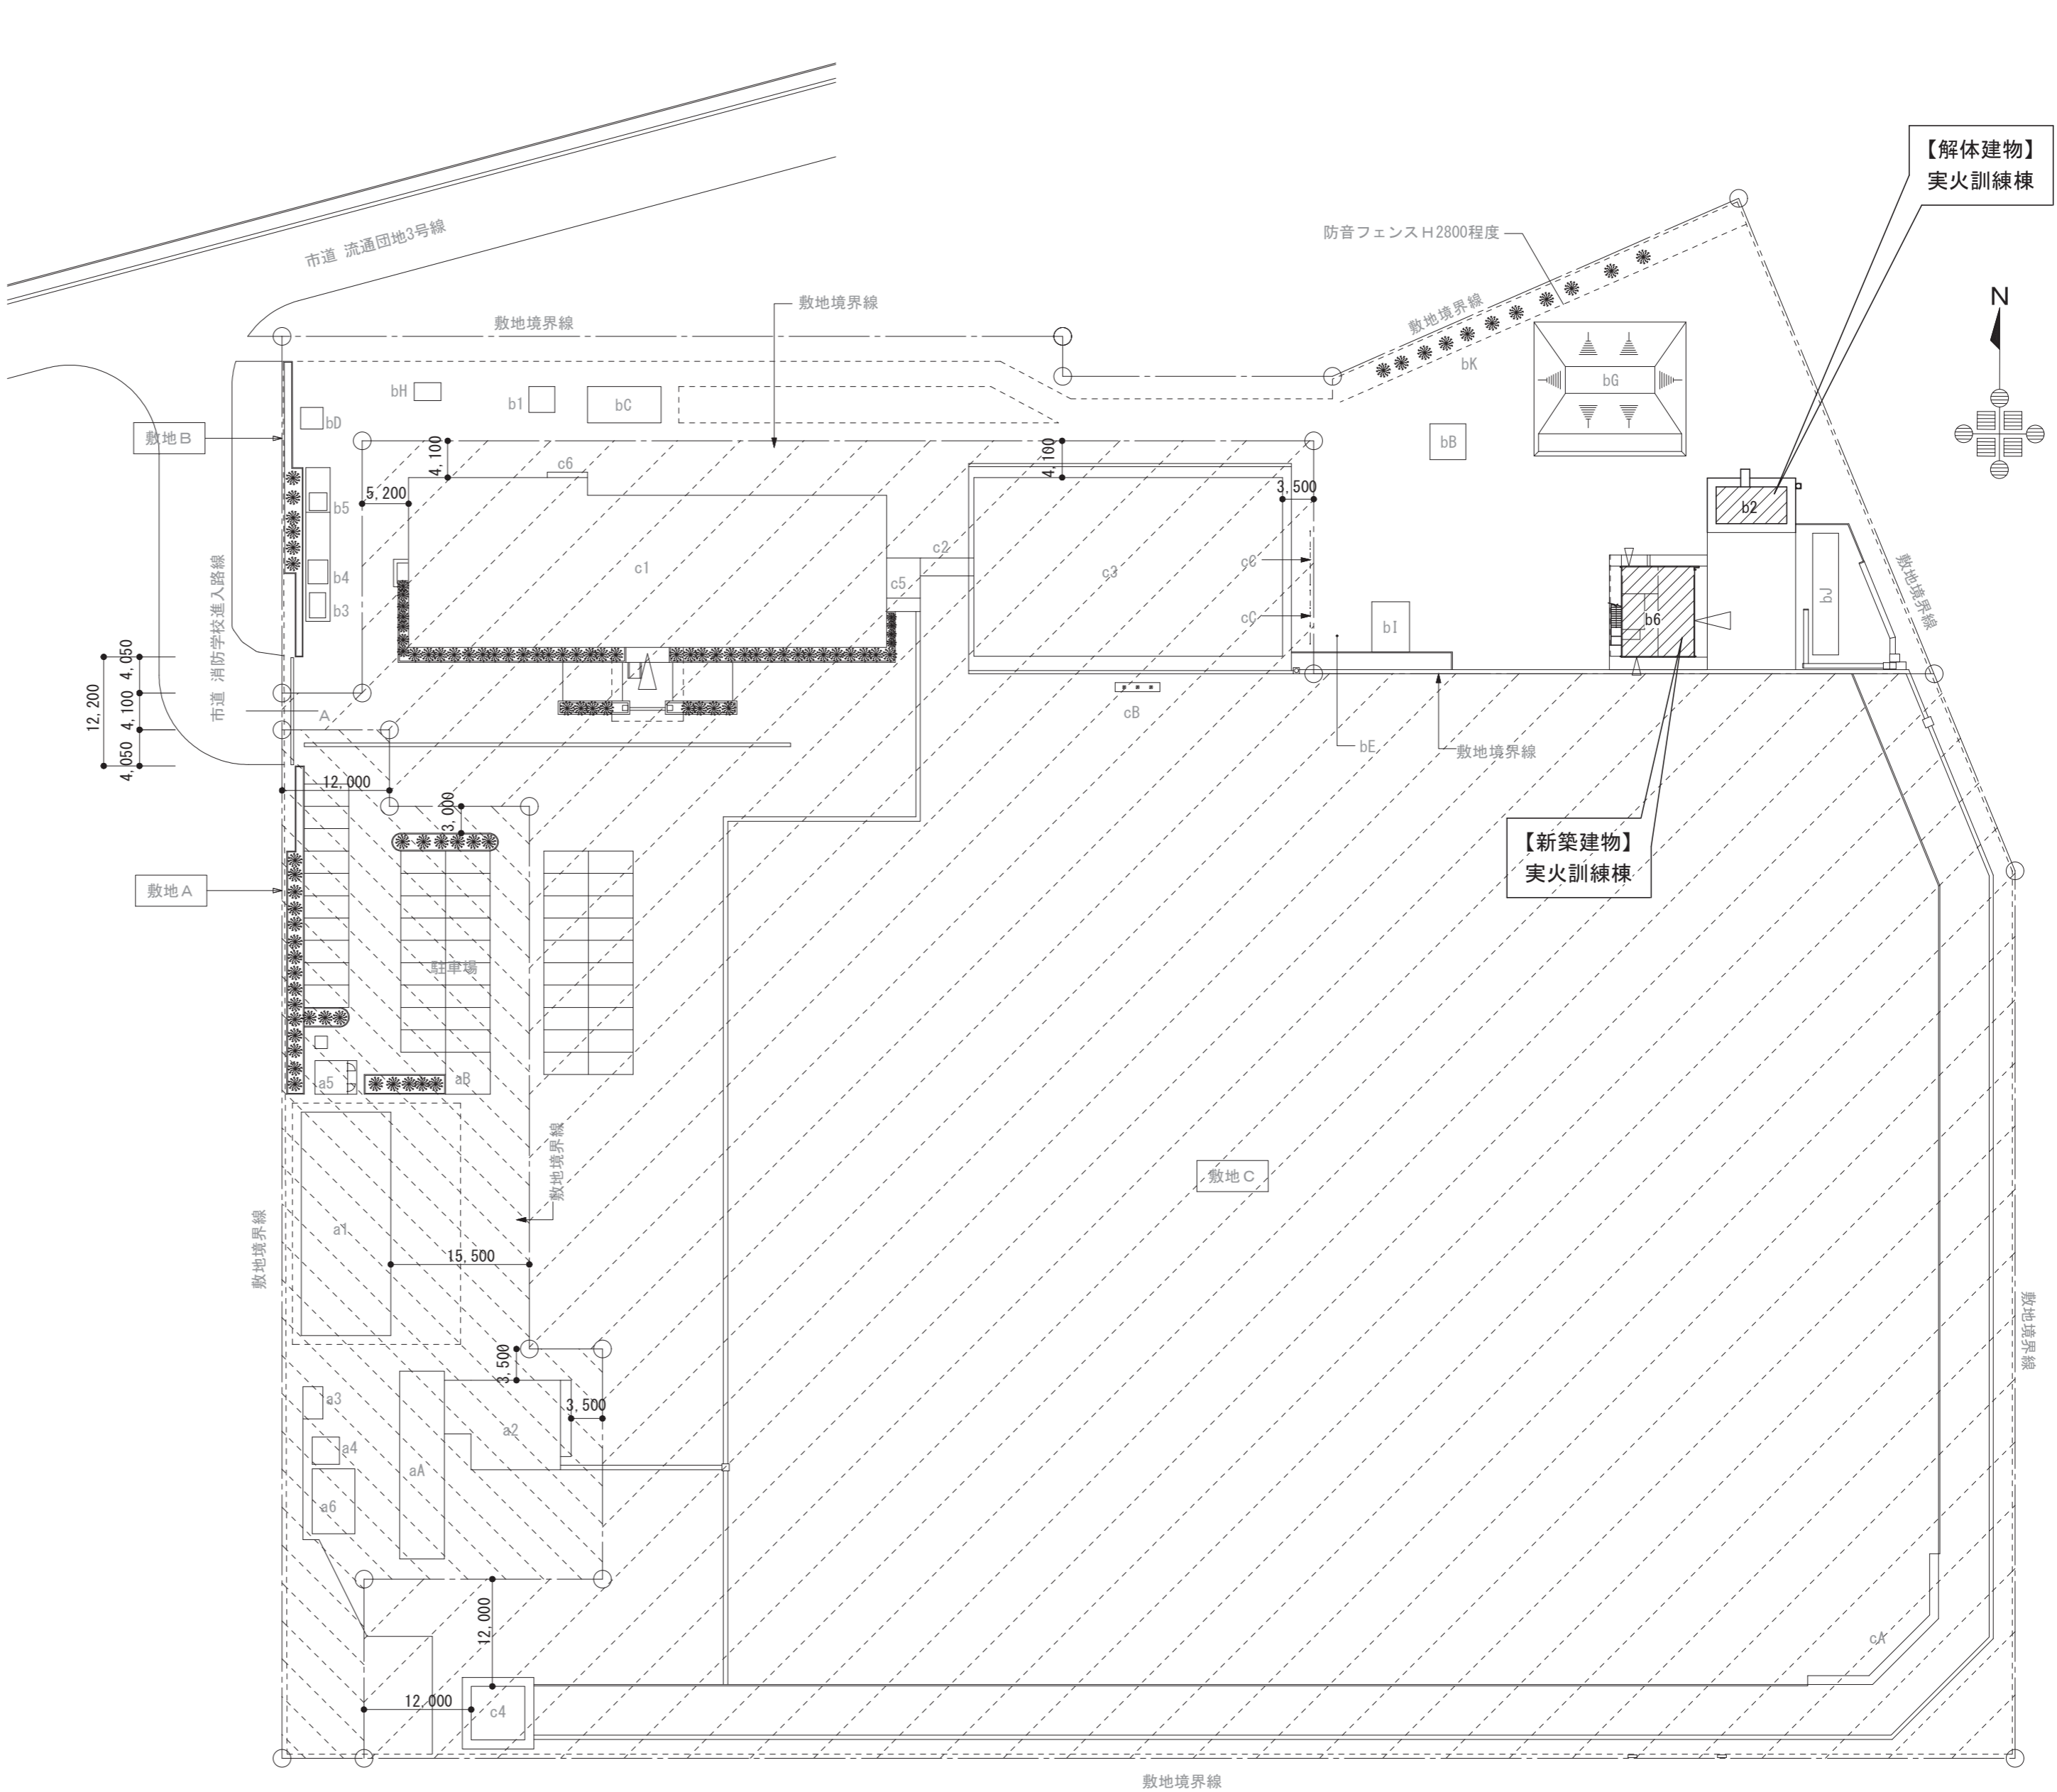 【解体建物】
実火訓練棟
市道 流通団地3号線
防音フェンスH2800程度
敷地境界線
敷地境界線
敷地境界線
N
bK
bG
bH
b1
bC
bD
敷地B
bB
4,100
4,100
c6
5,200
3,500
b5
b2
c2
c1
c3
cC
c5
b4
b3
bJ
敷地境界線
市道 消防学校進入路線
cC
bI
b6
4,050
12,200
4,100
4,050
A
cB
bE
敷地境界線
12,000
3,000
【新築建物】
実火訓練棟
敷地A
駐車場
a5
aB
敷地境界線
敷地C
a1
敷地境界線
15,500
敷地境界線
3,500
3,500
a3
a2
a4
aA
a6
12,000
cA
12,000
c4
敷地境界線